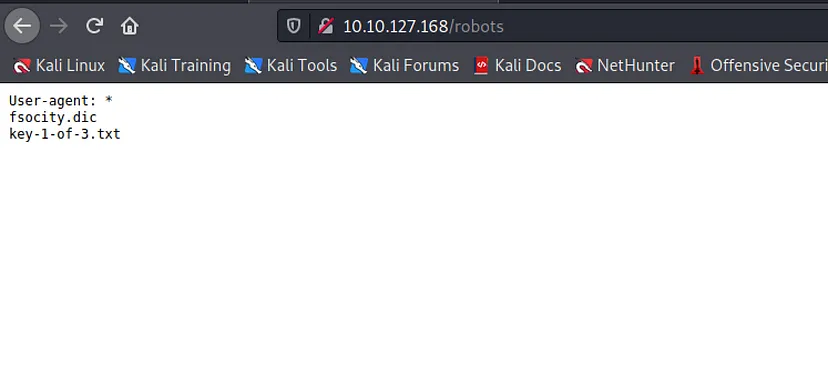 10.10.127.168/robots
Kali Linux Kali Training Kali Tools Kali Forums Kali Docs NetHunter Offensive Securi
User-agent: *
fsocity.dic
key-1-of-3.txt